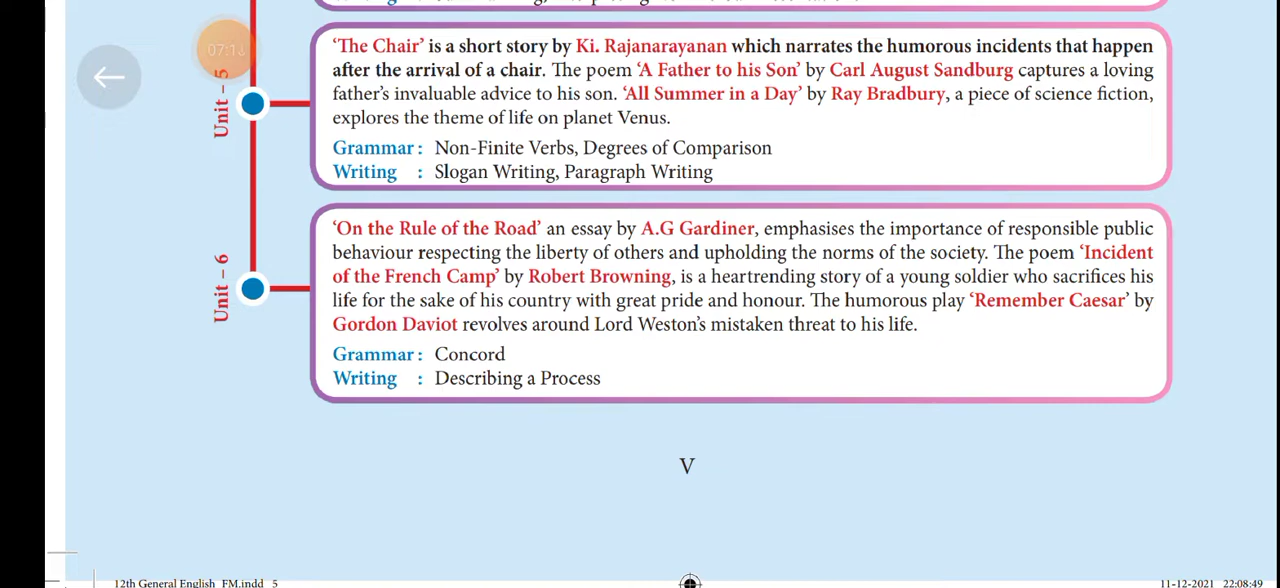 07:13
Unit – 5
‘The Chair’ is a short story by Ki. Rajanarayanan which narrates the humorous incidents that happen
after the arrival of a chair. The poem ‘A Father to his Son’ by Carl August Sandburg captures a loving
father’s invaluable advice to his son. ‘All Summer in a Day’ by Ray Bradbury, a piece of science fiction,
explores the theme of life on planet Venus.
Grammar : Non-Finite Verbs, Degrees of Comparison
Writing : Slogan Writing, Paragraph Writing
Unit – 6
‘On the Rule of the Road’ an essay by A.G Gardiner, emphasises the importance of responsible public
behaviour respecting the liberty of others and upholding the norms of the society. The poem ‘Incident
of the French Camp’ by Robert Browning, is a heartrending story of a young soldier who sacrifices his
life for the sake of his country with great pride and honour. The humorous play ‘Remember Caesar’ by
Gordon Daviot revolves around Lord Weston’s mistaken threat to his life.
Grammar : Concord
Writing : Describing a Process
V
12th General English_FM.indd 5
11-12-2021 22:08:49